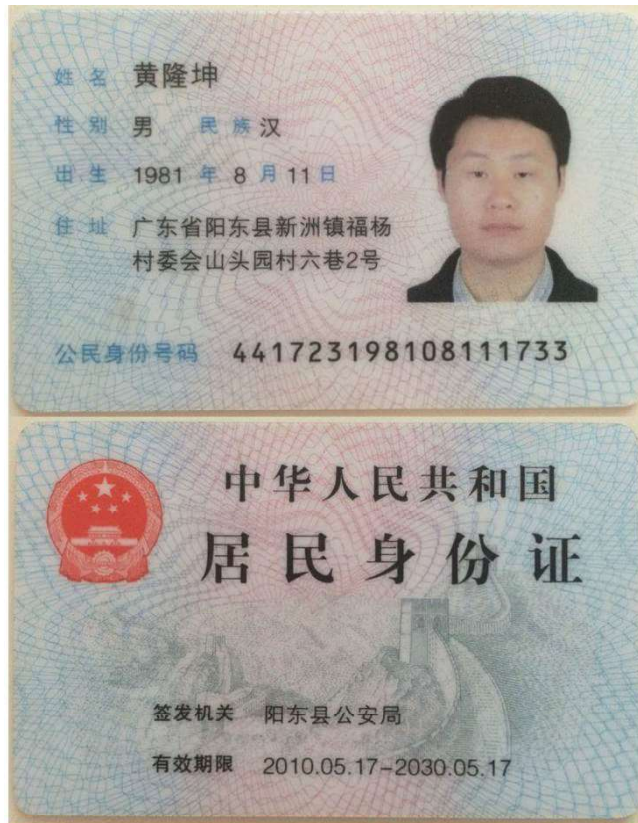 姓名 黄隆坤
性别 男 民族 汉
出生 1981 年 8 月 11 日
住址 广东省阳东县新洲镇福杨
村委会山头园村六巷2号
公民身份号码 441723198108111733
中华人民共和国
居民身份证
签发机关 阳东县公安局
有效期限 2010.05.17-2030.05.17